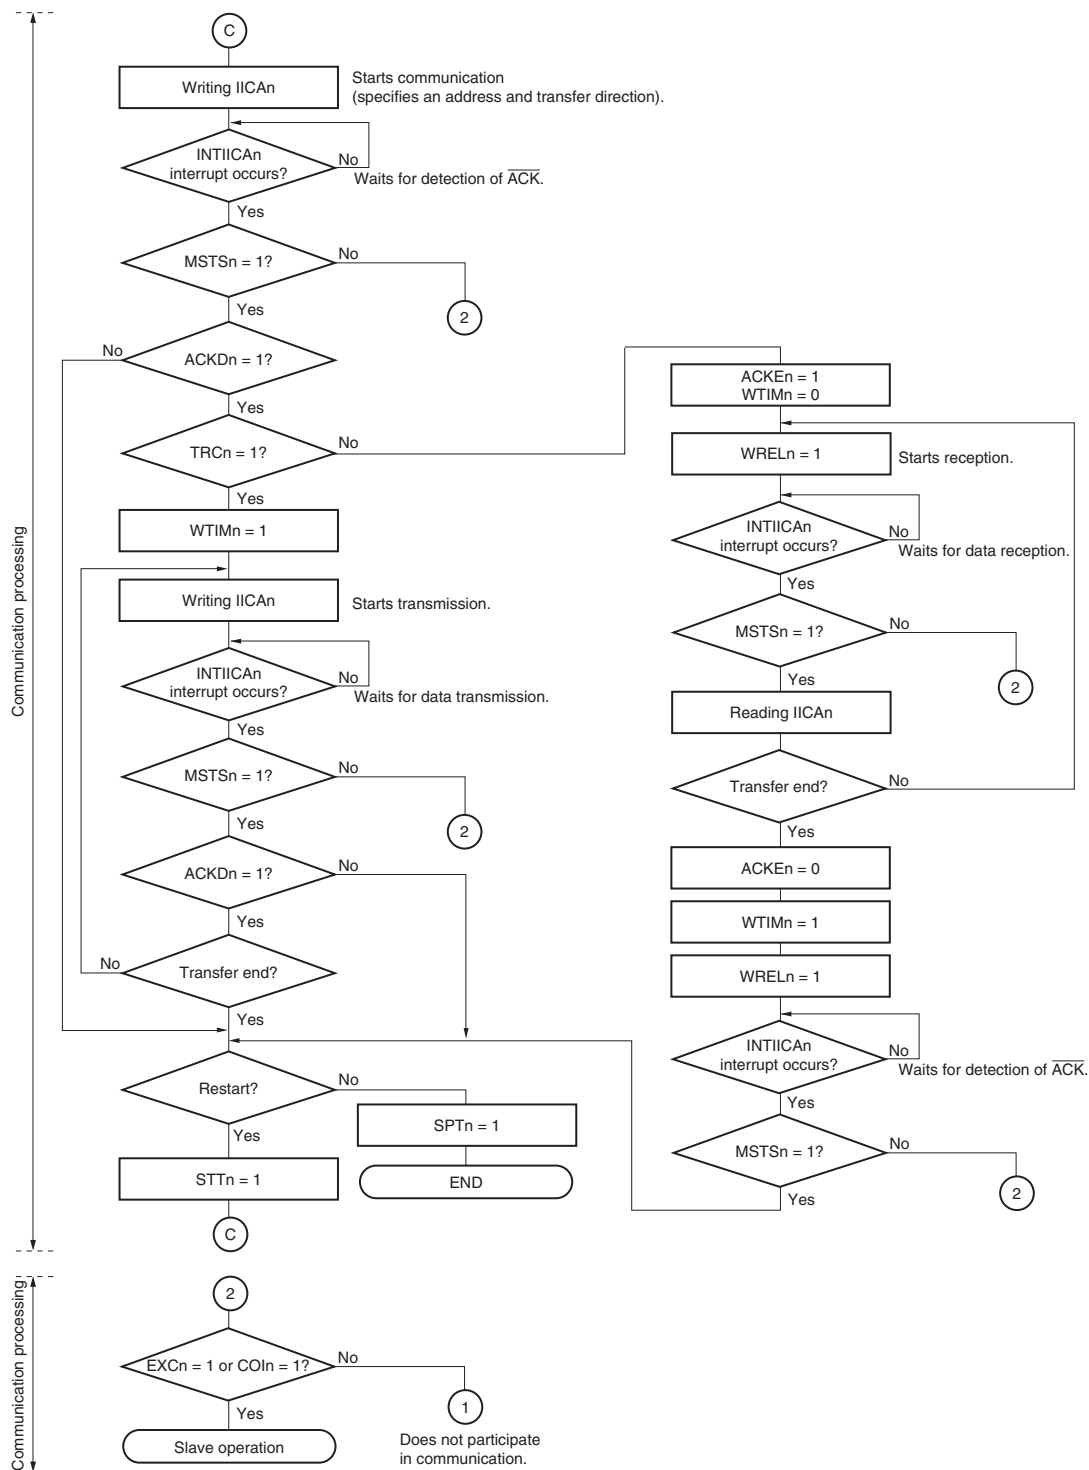 C
Writing IICAn
Starts communication
(specifies an address and transfer direction).
INTIICAn
interrupt occurs?
No
Waits for detection of ACK.
Yes
MSTSn = 1?
No
2
Yes
ACKDn = 1?
No
Yes
TRCn = 1?
No
Yes
WTIMn = 1
Writing IICAn
Starts transmission.
INTIICAn
interrupt occurs?
No
Waits for data transmission.
Yes
MSTSn = 1?
No
2
Yes
ACKDn = 1?
No
Yes
Transfer end?
No
Yes
Restart?
No
SPTn = 1
END
Yes
STTn = 1
C
ACKEn = 1
WTIMn = 0
WRELn = 1
Starts reception.
INTIICAn
interrupt occurs?
No
Waits for data reception.
Yes
MSTSn = 1?
No
2
Yes
Reading IICAn
Transfer end?
No
Yes
ACKEn = 0
WTIMn = 1
WRELn = 1
INTIICAn
interrupt occurs?
No
Waits for detection of ACK.
Yes
MSTSn = 1?
No
2
Yes
Communication processing
2
EXCn = 1 or COIn = 1?
No
1
Does not participate
in communication.
Yes
Slave operation
Communication processing